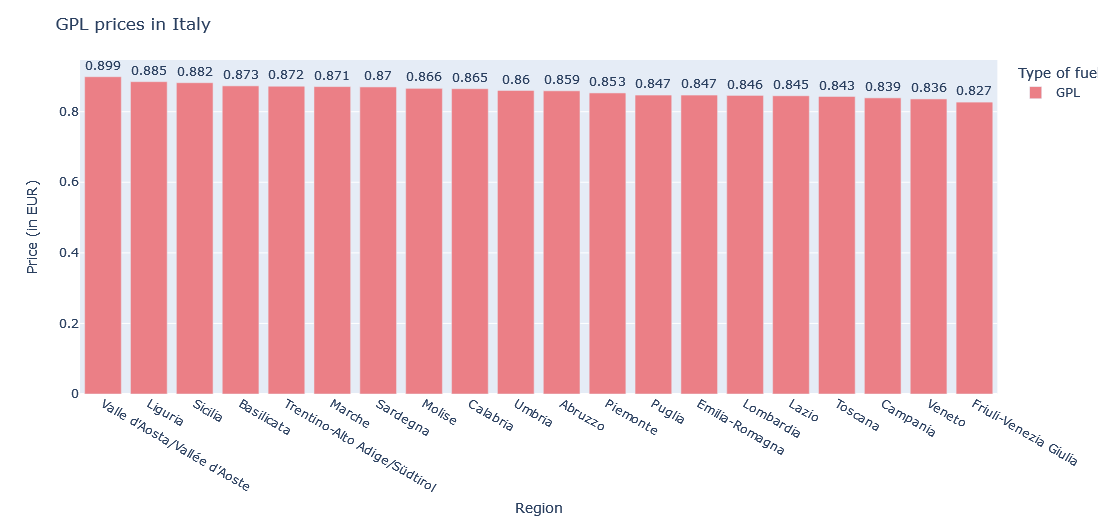 GPL prices in Italy
0.899 0.885 0.882 0.873 0.872 0.871 0.87 0.866 0.865 0.86 0.859 0.853 0.847 0.847 0.846 0.845 0.843 0.839 0.836 0.827
Type of fuel
GPL
0.8
0.6
0.4
0.2
0
Price (in EUR)
Valle d'Aosta/Vallée d'Aoste
Liguria
Sicilia
Basilicata
Trentino-Alto Adige/Südtirol
Marche
Sardegna
Molise
Calabria
Umbria
Abruzzo
Piemonte
Puglia
Emilia-Romagna
Lombardia
Lazio
Toscana
Campania
Veneto
Friuli-Venezia Giulia
Region